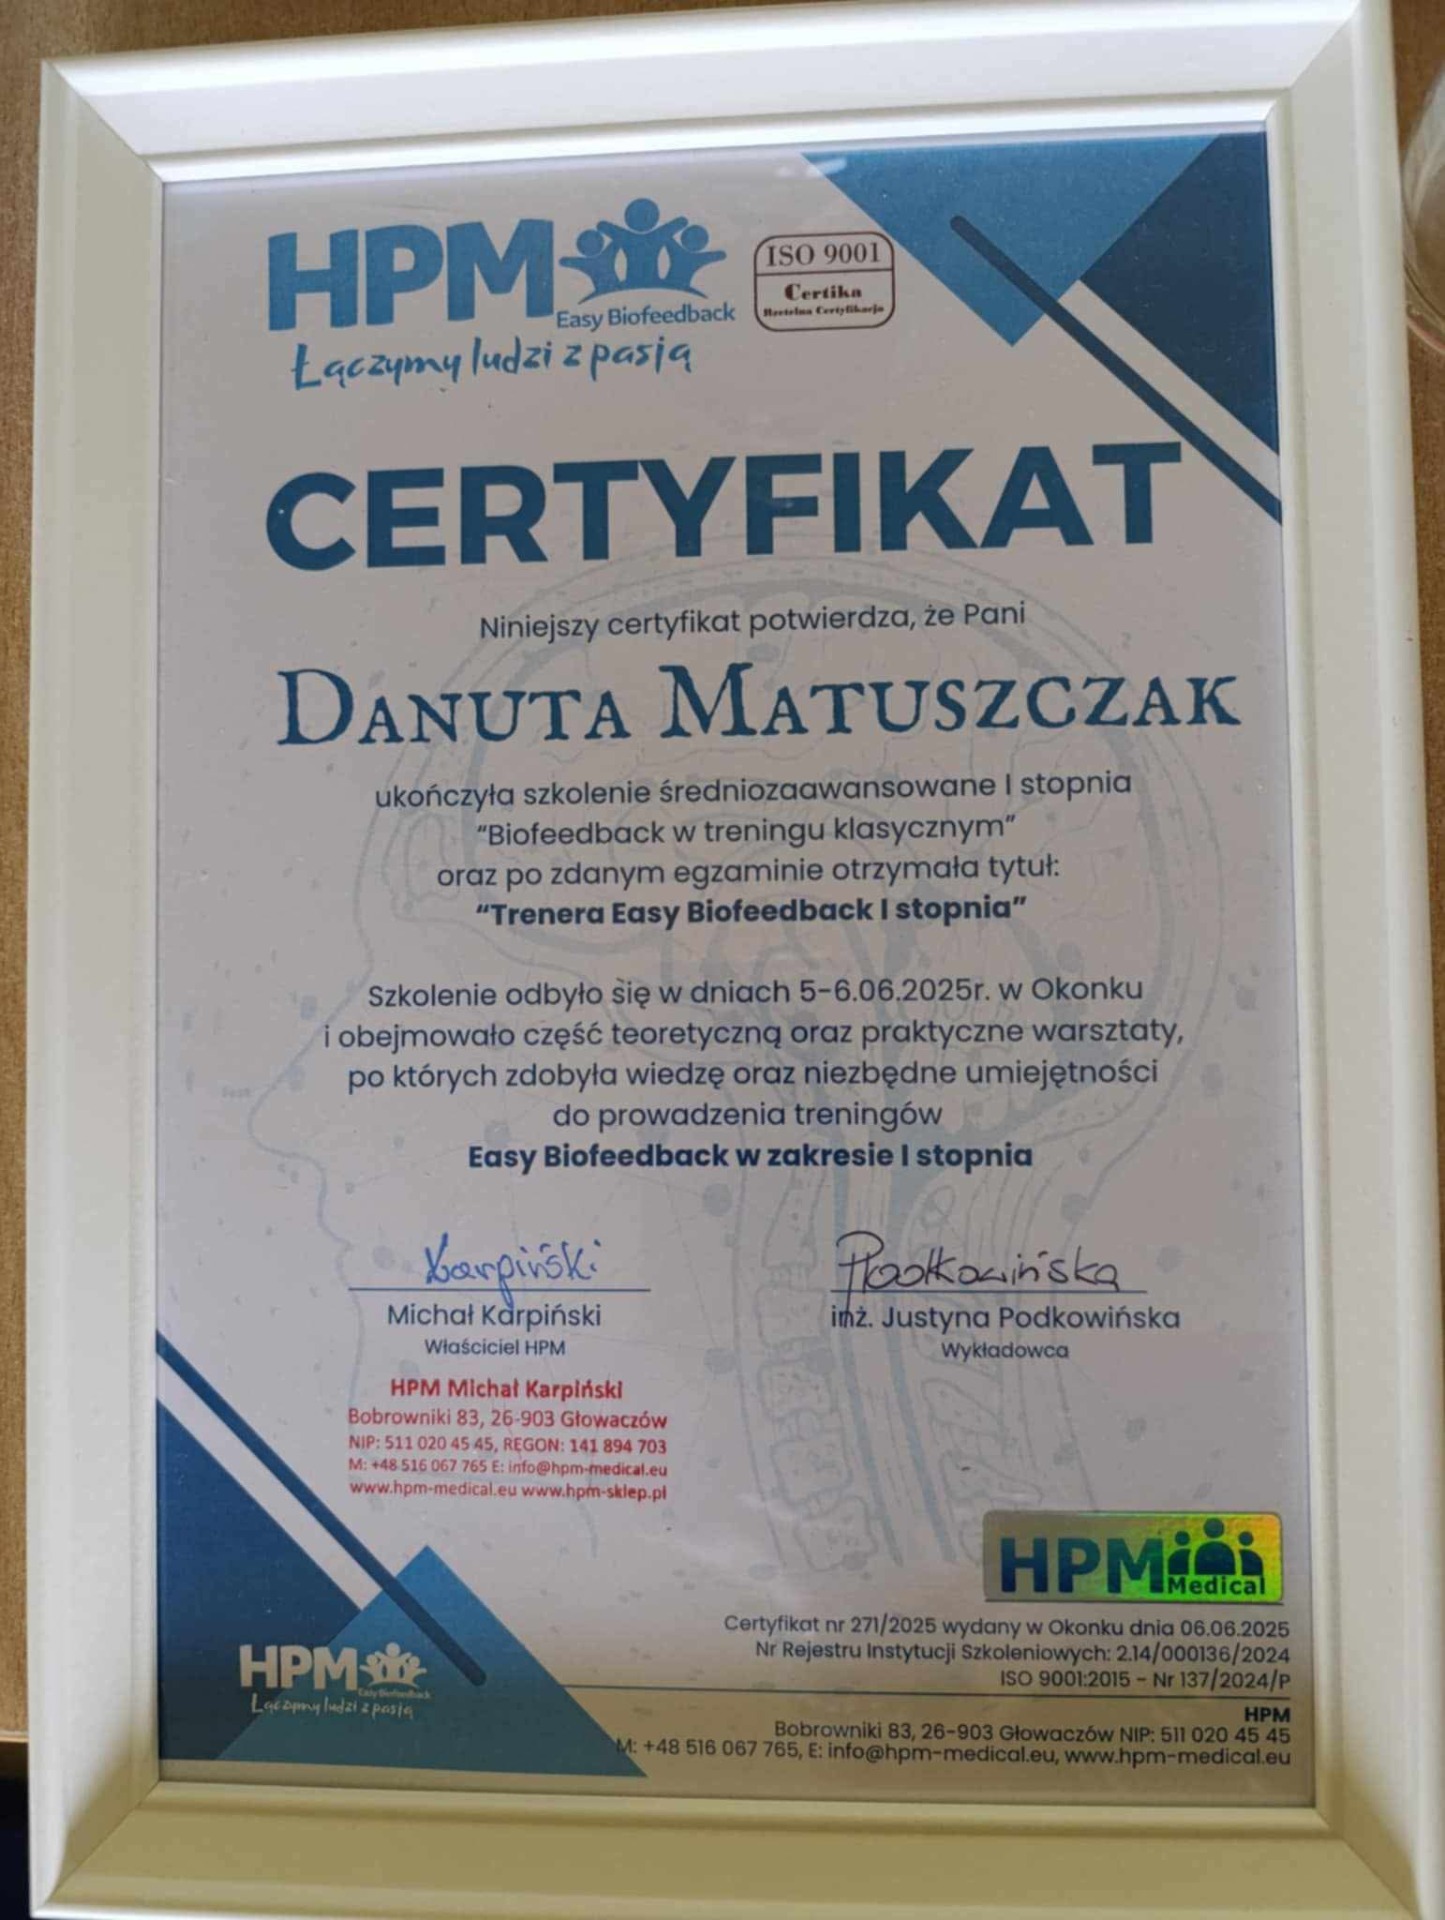 HPM
Easy Biofeedback
Łączymy ludzi z pasją
ISO 9001
Certika
Rzetelna Certyfikacja
CERTYFIKAT
Niniejszy certyfikat potwierdza, że Pani
DANUTA MATUSZCZAK
ukończyła szkolenie średniozaawansowane I stopnia
"Biofeedback w treningu klasycznym"
oraz po zdanym egzaminie otrzymała tytuł:
"Trenera Easy Biofeedback I stopnia"
Szkolenie odbyło się w dniach 5-6.06.2025r. w Okonku
i obejmowało część teoretyczną oraz praktyczne warsztaty,
po których zdobyła wiedzę oraz niezbędne umiejętności
do prowadzenia treningów
Easy Biofeedback w zakresie I stopnia
Karpiński
Michał Karpiński
Właściciel HPM
HPM Michał Karpiński
Bobrowniki 83, 26-903 Głowaczów
NIP: 511 020 45 45, REGON: 141 894 703
M: +48 516 067 765 E: info@hpm-medical.eu
www.hpm-medical.eu www.hpm-sklep.pl
Podkowińska
inż. Justyna Podkowińska
Wykładowca
HPM
Medical
Certyfikat nr 271/2025 wydany w Okonku dnia 06.06.2025
Nr Rejestru Instytucji Szkoleniowych: 2.14/000136/2024
ISO 9001:2015 - Nr 137/2024/P
HPM
Easy Biofeedback
Łączymy ludzi z pasją
HPM
Bobrowniki 83, 26-903 Głowaczów NIP: 511 020 45 45
M: +48 516 067 765, E: info@hpm-medical.eu, www.hpm-medical.eu